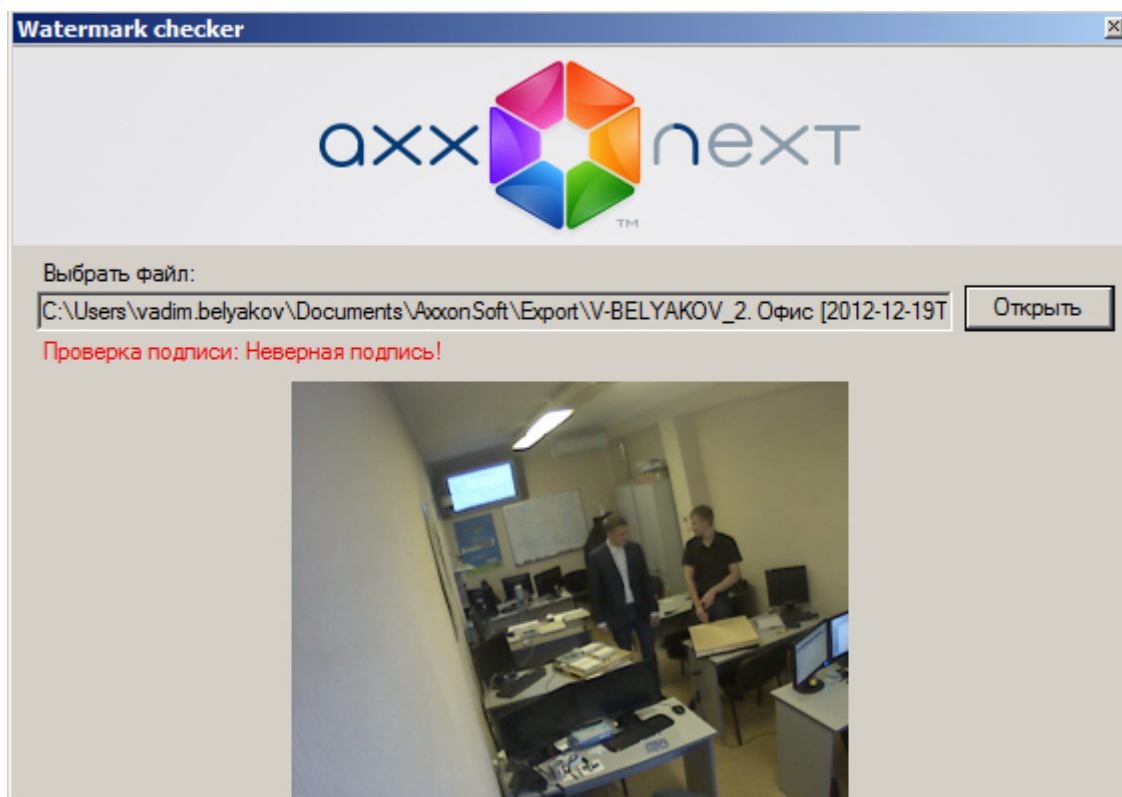 Watermark checker
axx next
TM
Выбрать файл:
C:\Users\vadim.belyakov\Documents\AxxonSoft\Export\V-BELYAKOV_2. Офис [2012-12-19T
Открыть
Проверка подписи: Неверная подпись!